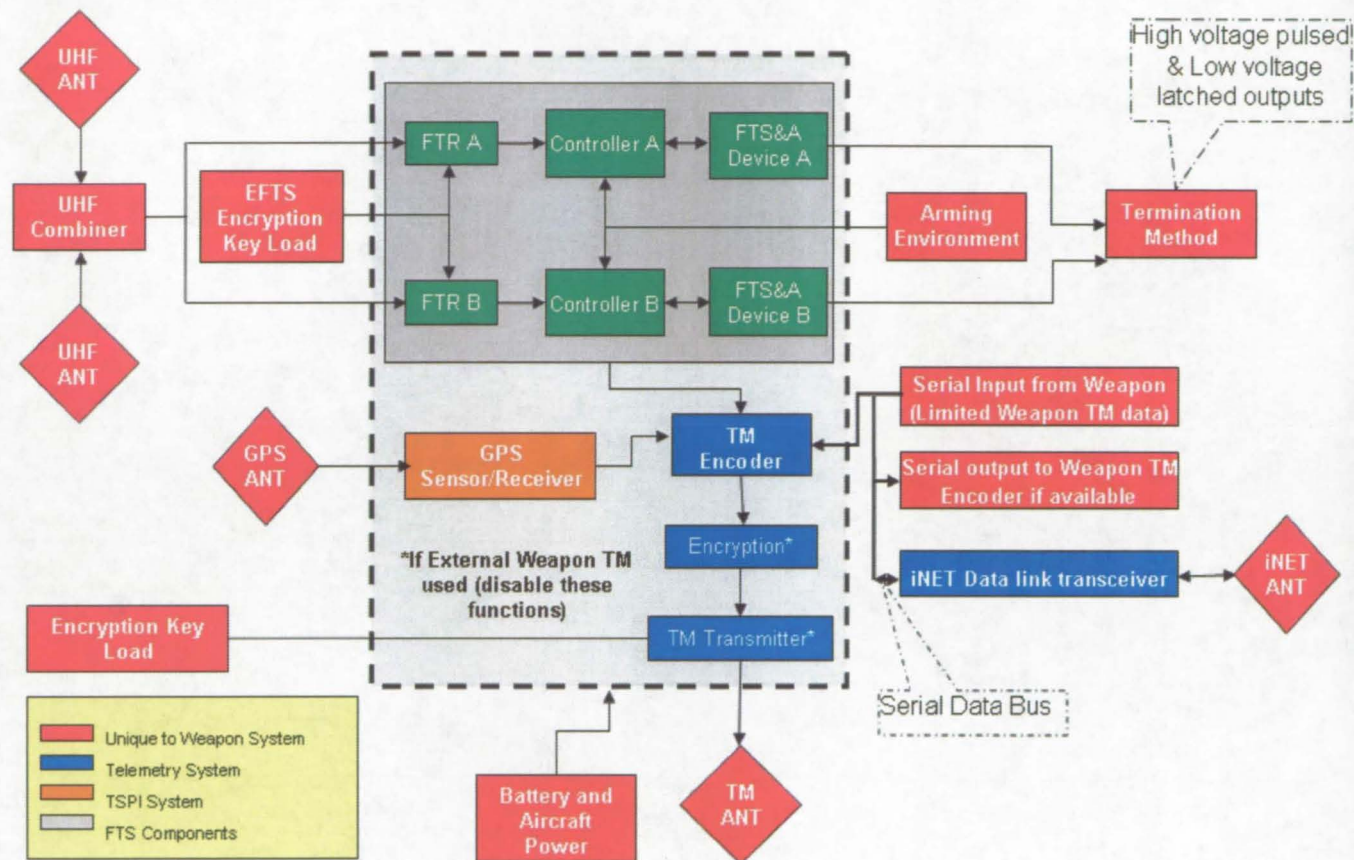 UHF
ANT
High voltage pulsed
& Low voltage
latched outputs
FTR A
Controller A
FTS&A
Device A
UHF
Combiner
EFTS
Encryption
Key Load
Arming
Environment
Termination
Method
FTR B
Controller B
FTS&A
Device B
UHF
ANT
Serial Input from Weapon
(Limited Weapon TM data)
GPS
ANT
GPS
Sensor/Receiver
TM
Encoder
Serial output to Weapon TM
Encoder if available
Encryption*
*If External Weapon TM
used (disable these
functions)
iNET Data link transceiver
iNET
ANT
Encryption Key
Load
TM Transmitter*
Serial Data Bus
Unique to Weapon System
Telemetry System
TSPI System
FTS Components
Battery and
Aircraft
Power
TM
ANT